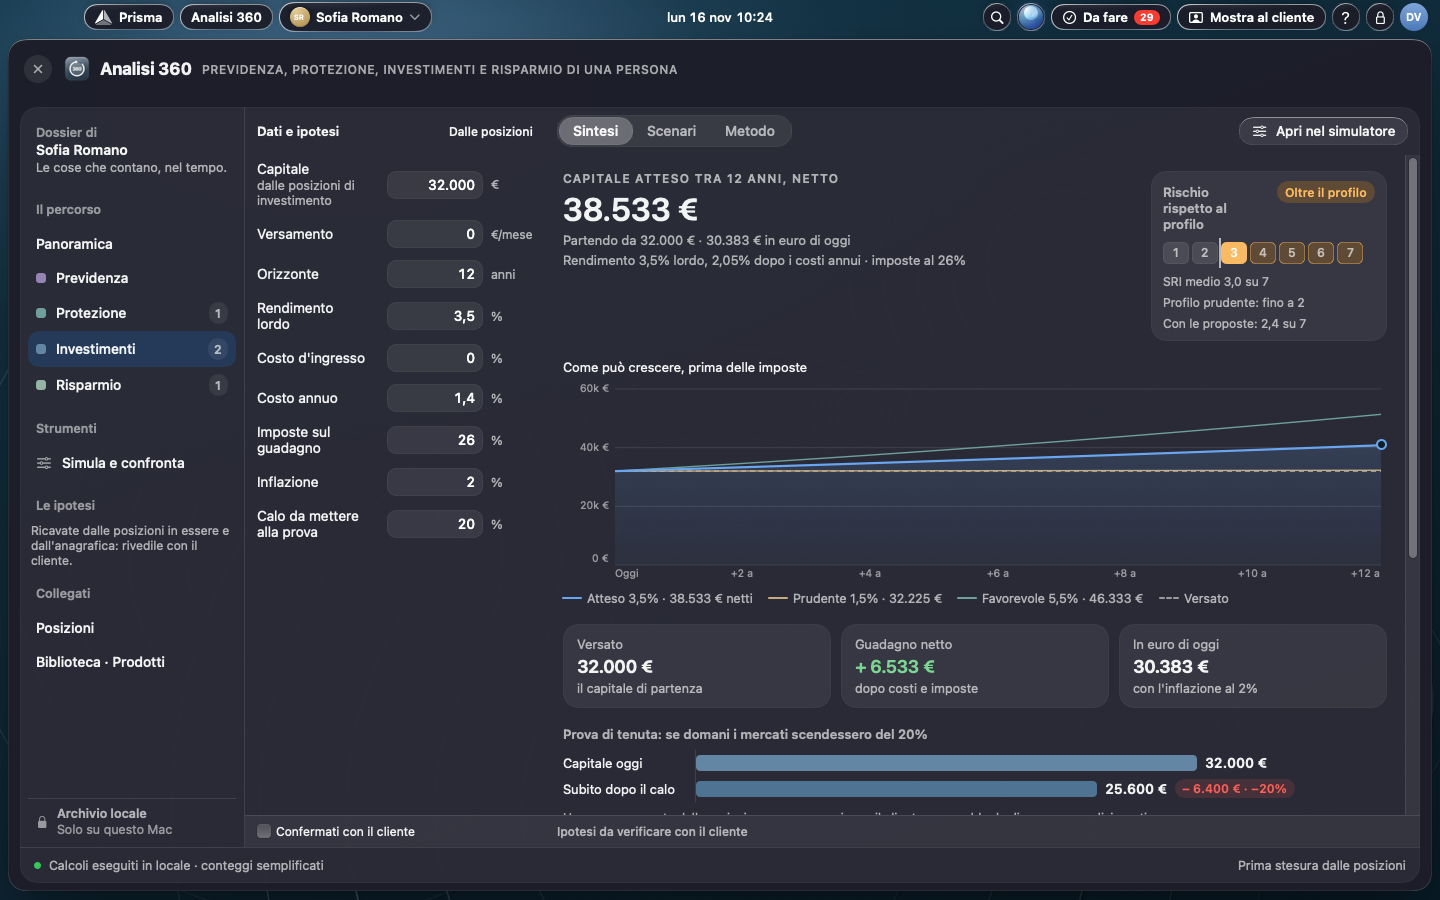 Prisma
Analisi 360
SR Sofia Romano
lun 16 nov 10:24
Da fare 29
Mostra al cliente
?
DV
360
Analisi 360 PREVIDENZA, PROTEZIONE, INVESTIMENTI E RISPARMIO DI UNA PERSONA
Dossier di
Sofia Romano
Le cose che contano, nel tempo.
Il percorso
Panoramica
Previdenza
Protezione 1
Investimenti 2
Risparmio 1
Strumenti
Simula e confronta
Le ipotesi
Ricavate dalle posizioni in essere e
dall'anagrafica: rivedile con il
cliente.
Collegati
Posizioni
Biblioteca · Prodotti
Archivio locale
Solo su questo Mac
Dati e ipotesi Dalle posizioni
Capitale
dalle posizioni di
investimento
32.000 €
Versamento 0 €/mese
Orizzonte 12 anni
Rendimento
lordo
3,5 %
Costo d'ingresso 0 %
Costo annuo 1,4 %
Imposte sul
guadagno
26 %
Inflazione 2 %
Calo da mettere
alla prova
20 %
Sintesi Scenari Metodo
Apri nel simulatore
CAPITALE ATTESO TRA 12 ANNI, NETTO
38.533 €
Partendo da 32.000 € · 30.383 € in euro di oggi
Rendimento 3,5% lordo, 2,05% dopo i costi annui · imposte al 26%
Rischio
rispetto al
profilo
Oltre il profilo
1 2 3 4 5 6 7
SRI medio 3,0 su 7
Profilo prudente: fino a 2
Con le proposte: 2,4 su 7
Come può crescere, prima delle imposte
60k €
40k €
20k €
0 €
Oggi +2 a +4 a +6 a +8 a +10 a +12 a
Atteso 3,5% · 38.533 € netti Prudente 1,5% · 32.225 € Favorevole 5,5% · 46.333 € Versato
Versato
32.000 €
il capitale di partenza
Guadagno netto
+ 6.533 €
dopo costi e imposte
In euro di oggi
30.383 €
con l'inflazione al 2%
Prova di tenuta: se domani i mercati scendessero del 20%
Capitale oggi 32.000 €
Subito dopo il calo 25.600 € − 6.400 € · −20%
Confermati con il cliente
Ipotesi da verificare con il cliente
Calcoli eseguiti in locale · conteggi semplificati
Prima stesura dalle posizioni